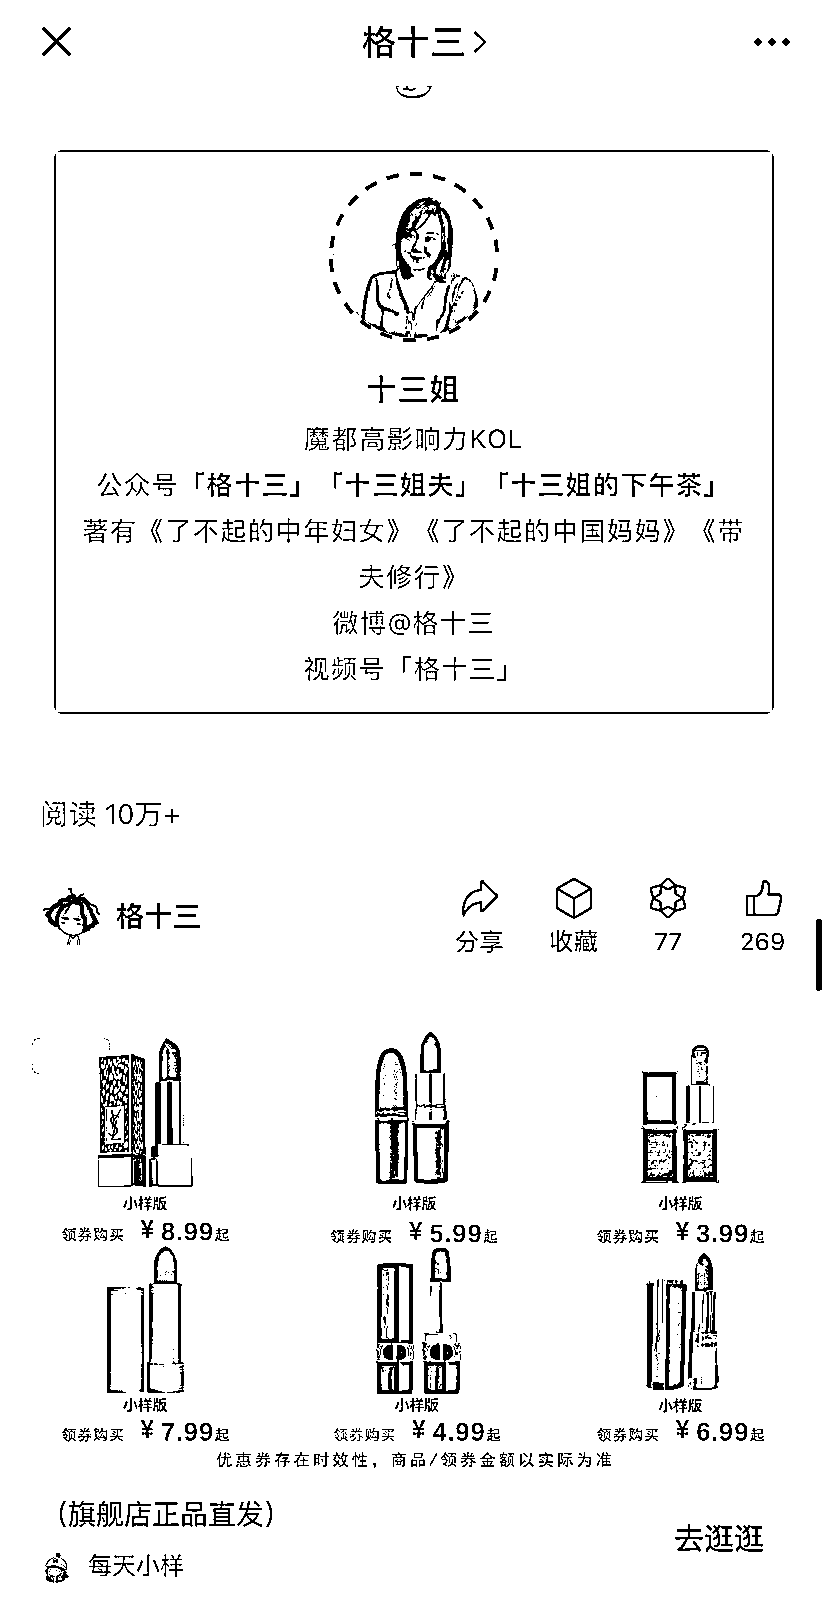 格十三
十三姐
魔都高影响力KOL
公众号「格十三」「十三姐夫」「十三姐的下午茶」
著有《了不起的中年妇女》《了不起的中国妈妈》《带
夫修行》
微博@格十三
视频号「格十三」
阅读 10万+
格十三
分享 收藏 77 269
小样版 小样版 小样版
领券购买 ¥8.99起 领券购买 ¥5.99起 领券购买 ¥3.99起
小样版 小样版 小样版
领券购买 ¥7.99起 领券购买 ¥4.99起 领券购买 ¥6.99起
优惠券存在时效性，商品/领券金额以实际为准
（旗舰店正品直发）
去逛逛
每天小样